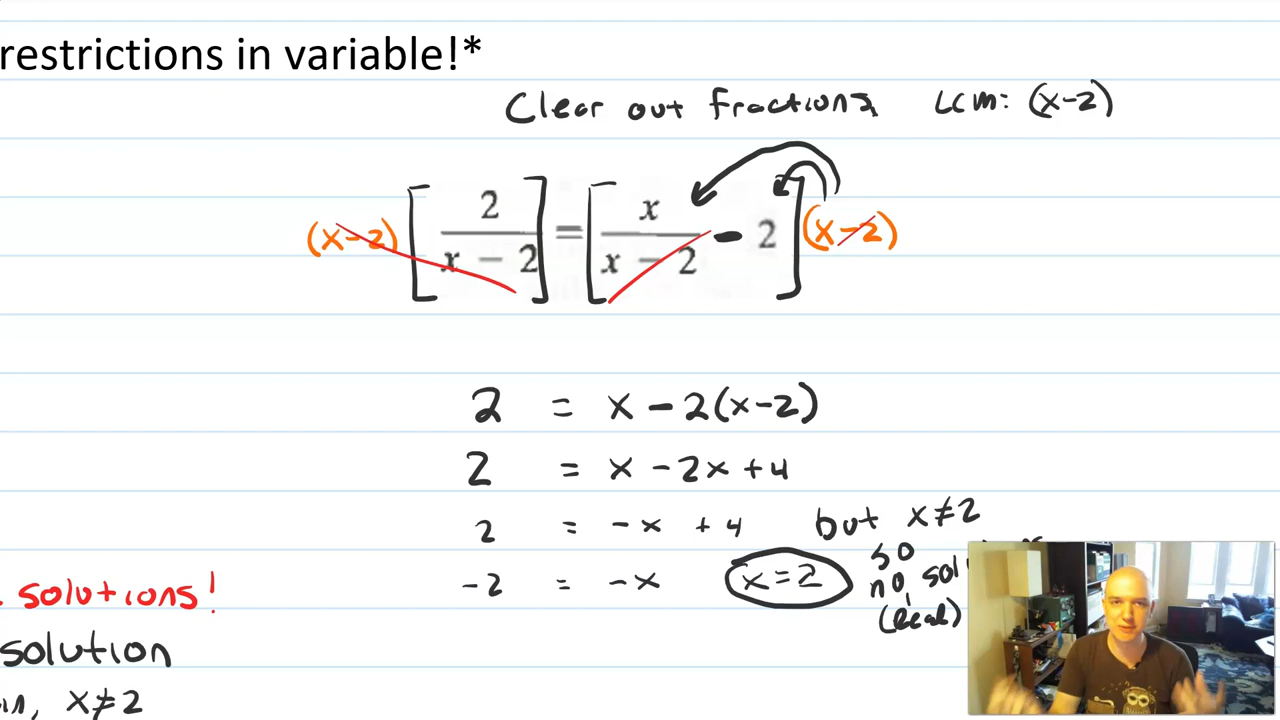 restrictions in variable!*
Clear out fractions, LCM: (x-2)
(x-2) [ 2/(x − 2) ] = [ x/(x − 2) - 2 ] (x-2)
2 = x - 2(x-2)
2 = x - 2x + 4
2 = -x + 4 but x≠2
so
-2 = -x x=2 no sol
(real)
solutions!
solution
x≠2